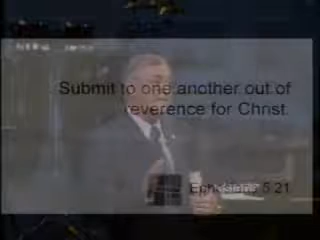 Submit to one another out of
reverence for Christ.
Ephesians 5:21